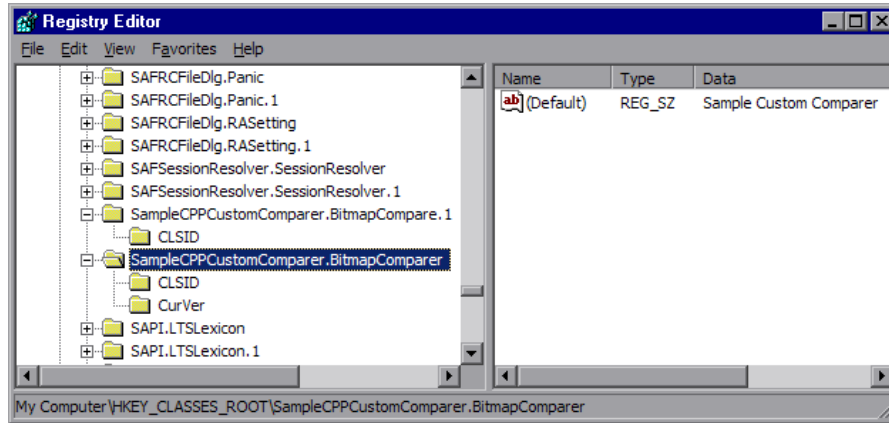 Registry Editor
File Edit View Favorites Help
SAFRCFileDlg.Panic
SAFRCFileDlg.Panic.1
SAFRCFileDlg.RASetting
SAFRCFileDlg.RASetting.1
SAFSessionResolver.SessionResolver
SAFSessionResolver.SessionResolver.1
SampleCPPCustomComparer.BitmapCompare.1
CLSID
SampleCPPCustomComparer.BitmapComparer
CLSID
CurVer
SAPI.LTSLexicon
SAPI.LTSLexicon.1
Name Type Data
ab (Default) REG_SZ Sample Custom Comparer
My Computer\HKEY_CLASSES_ROOT\SampleCPPCustomComparer.BitmapComparer